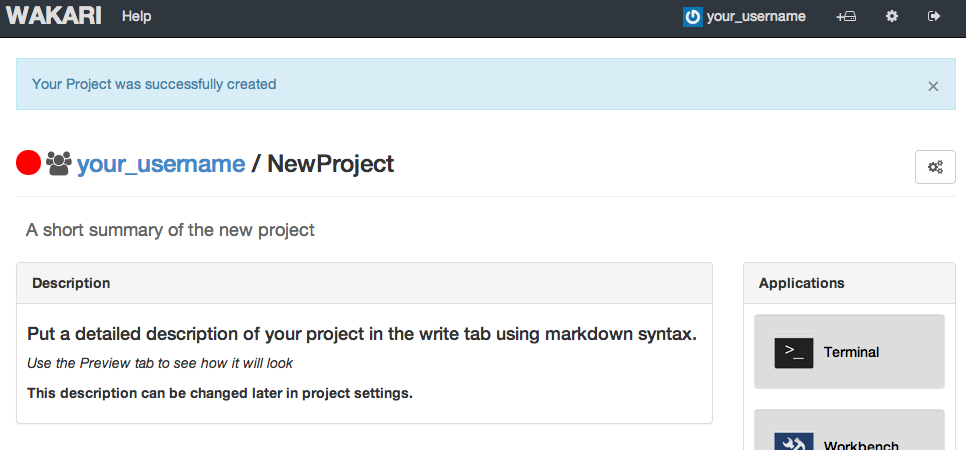 WAKARI Help your_username
Your Project was successfully created ×
your_username / NewProject
A short summary of the new project
Description
Put a detailed description of your project in the write tab using markdown syntax.
Use the Preview tab to see how it will look
This description can be changed later in project settings.
Applications
>_ Terminal
Workbench